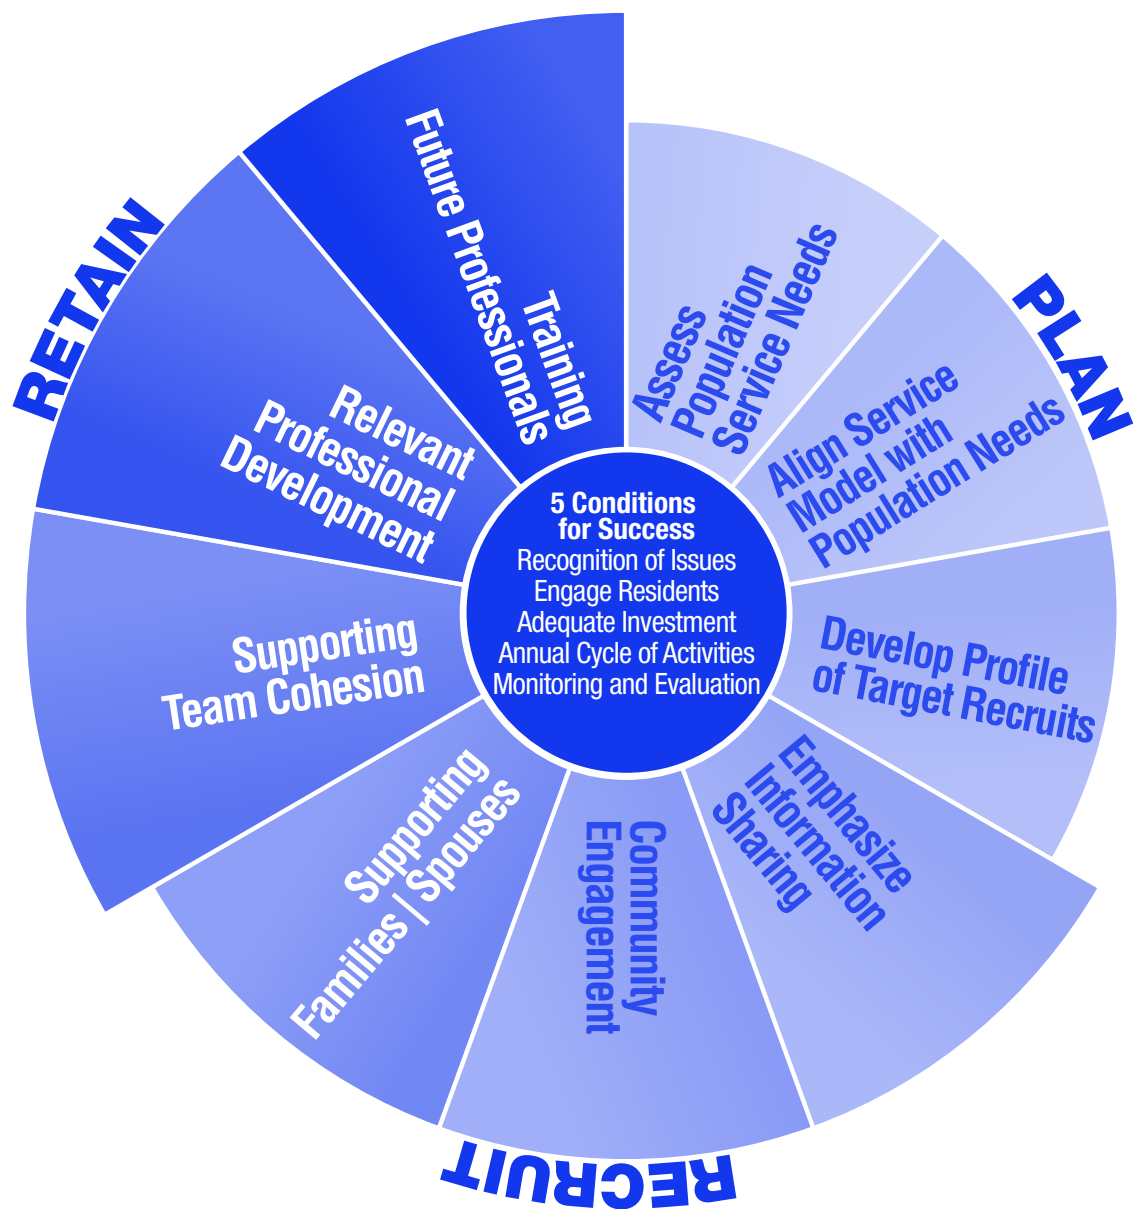 PLAN
Assess
Population
Service Needs
Align Service
Model with
Population Needs
Develop Profile
of Target Recruits
RECRUIT
Emphasize
Information
Sharing
Community
Engagement
Supporting
Families | Spouses
RETAIN
Supporting
Team Cohesion
Relevant
Professional
Development
Training
Future Professionals
5 Conditions
for Success
Recognition of Issues
Engage Residents
Adequate Investment
Annual Cycle of Activities
Monitoring and Evaluation